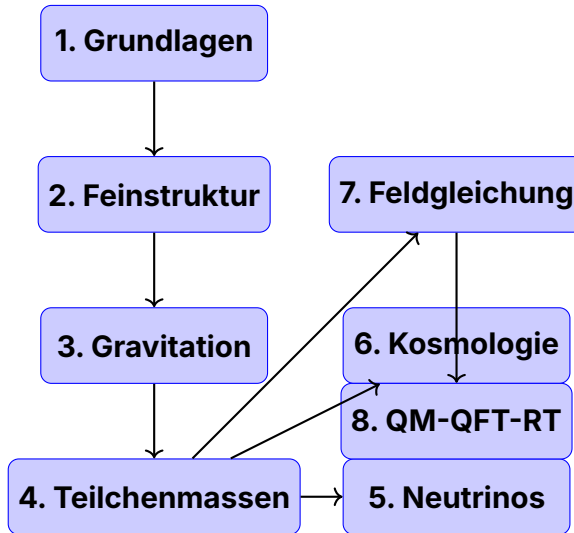 1. Grundlagen
2. Feinstruktur
7. Feldgleichung
3. Gravitation
6. Kosmologie
8. QM-QFT-RT
4. Teilchenmassen
5. Neutrinos